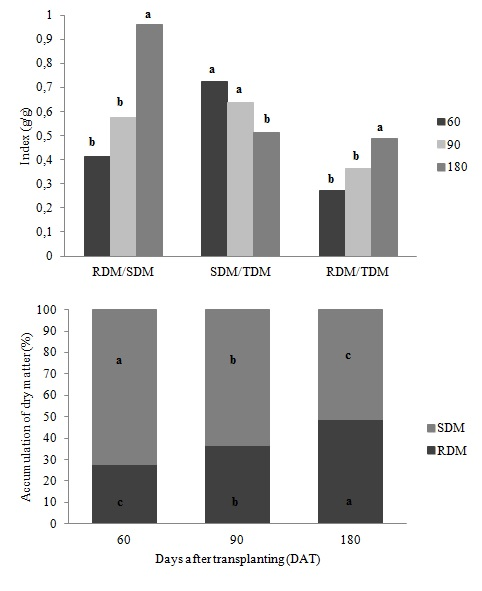 Index (g/g)
1
0,9
0,8
0,7
0,6
0,5
0,4
0,3
0,2
0,1
0
b
b
a
a
a
b
b
b
a
RDM/SDM
SDM/TDM
RDM/TDM
60
90
180
Accumulation of dry matter(%)
100
90
80
70
60
50
40
30
20
10
0
a
b
c
c
b
a
60
90
180
Days after transplanting (DAT)
SDM
RDM